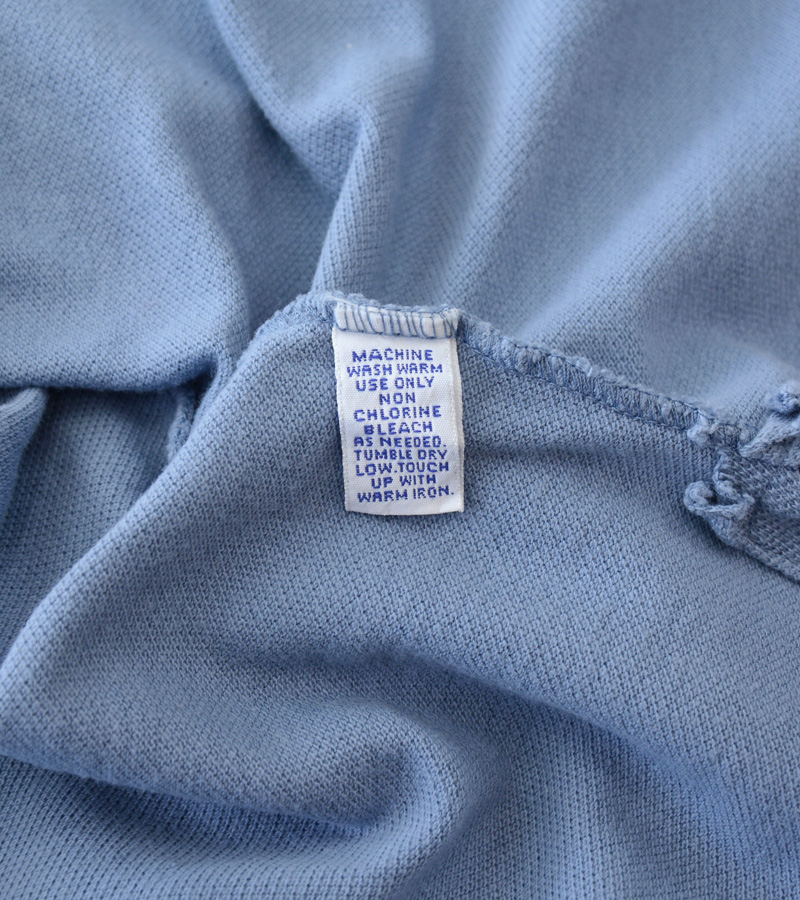 MACHINE
WASH WARM
USE ONLY
NON
CHLORINE
BLEACH
AS NEEDED.
TUMBLE DRY
LOW.TOUCH
UP WITH
WARM IRON.